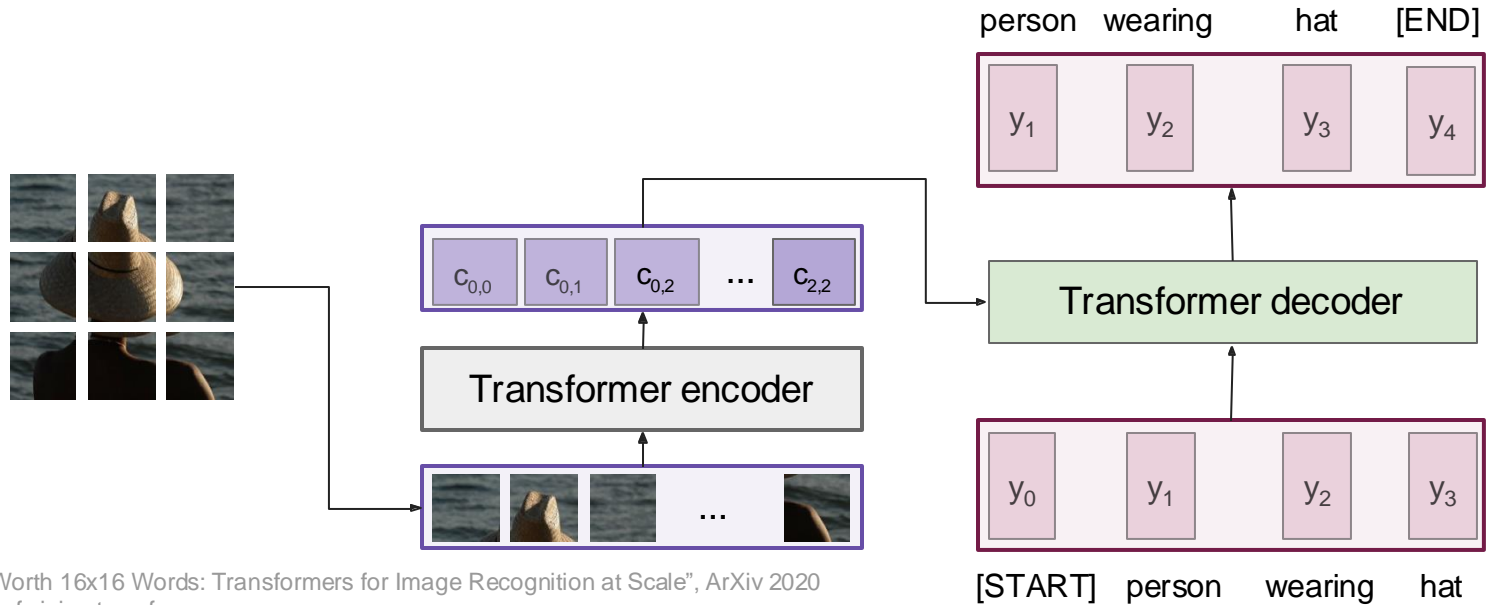 person wearing hat [END]
y1 y2 y3 y4
c0,0 c0,1 c0,2 ... c2,2
Transformer decoder
Transformer encoder
...
y0 y1 y2 y3
[START] person wearing hat
Worth 16x16 Words: Transformers for Image Recognition at Scale”, ArXiv 2020